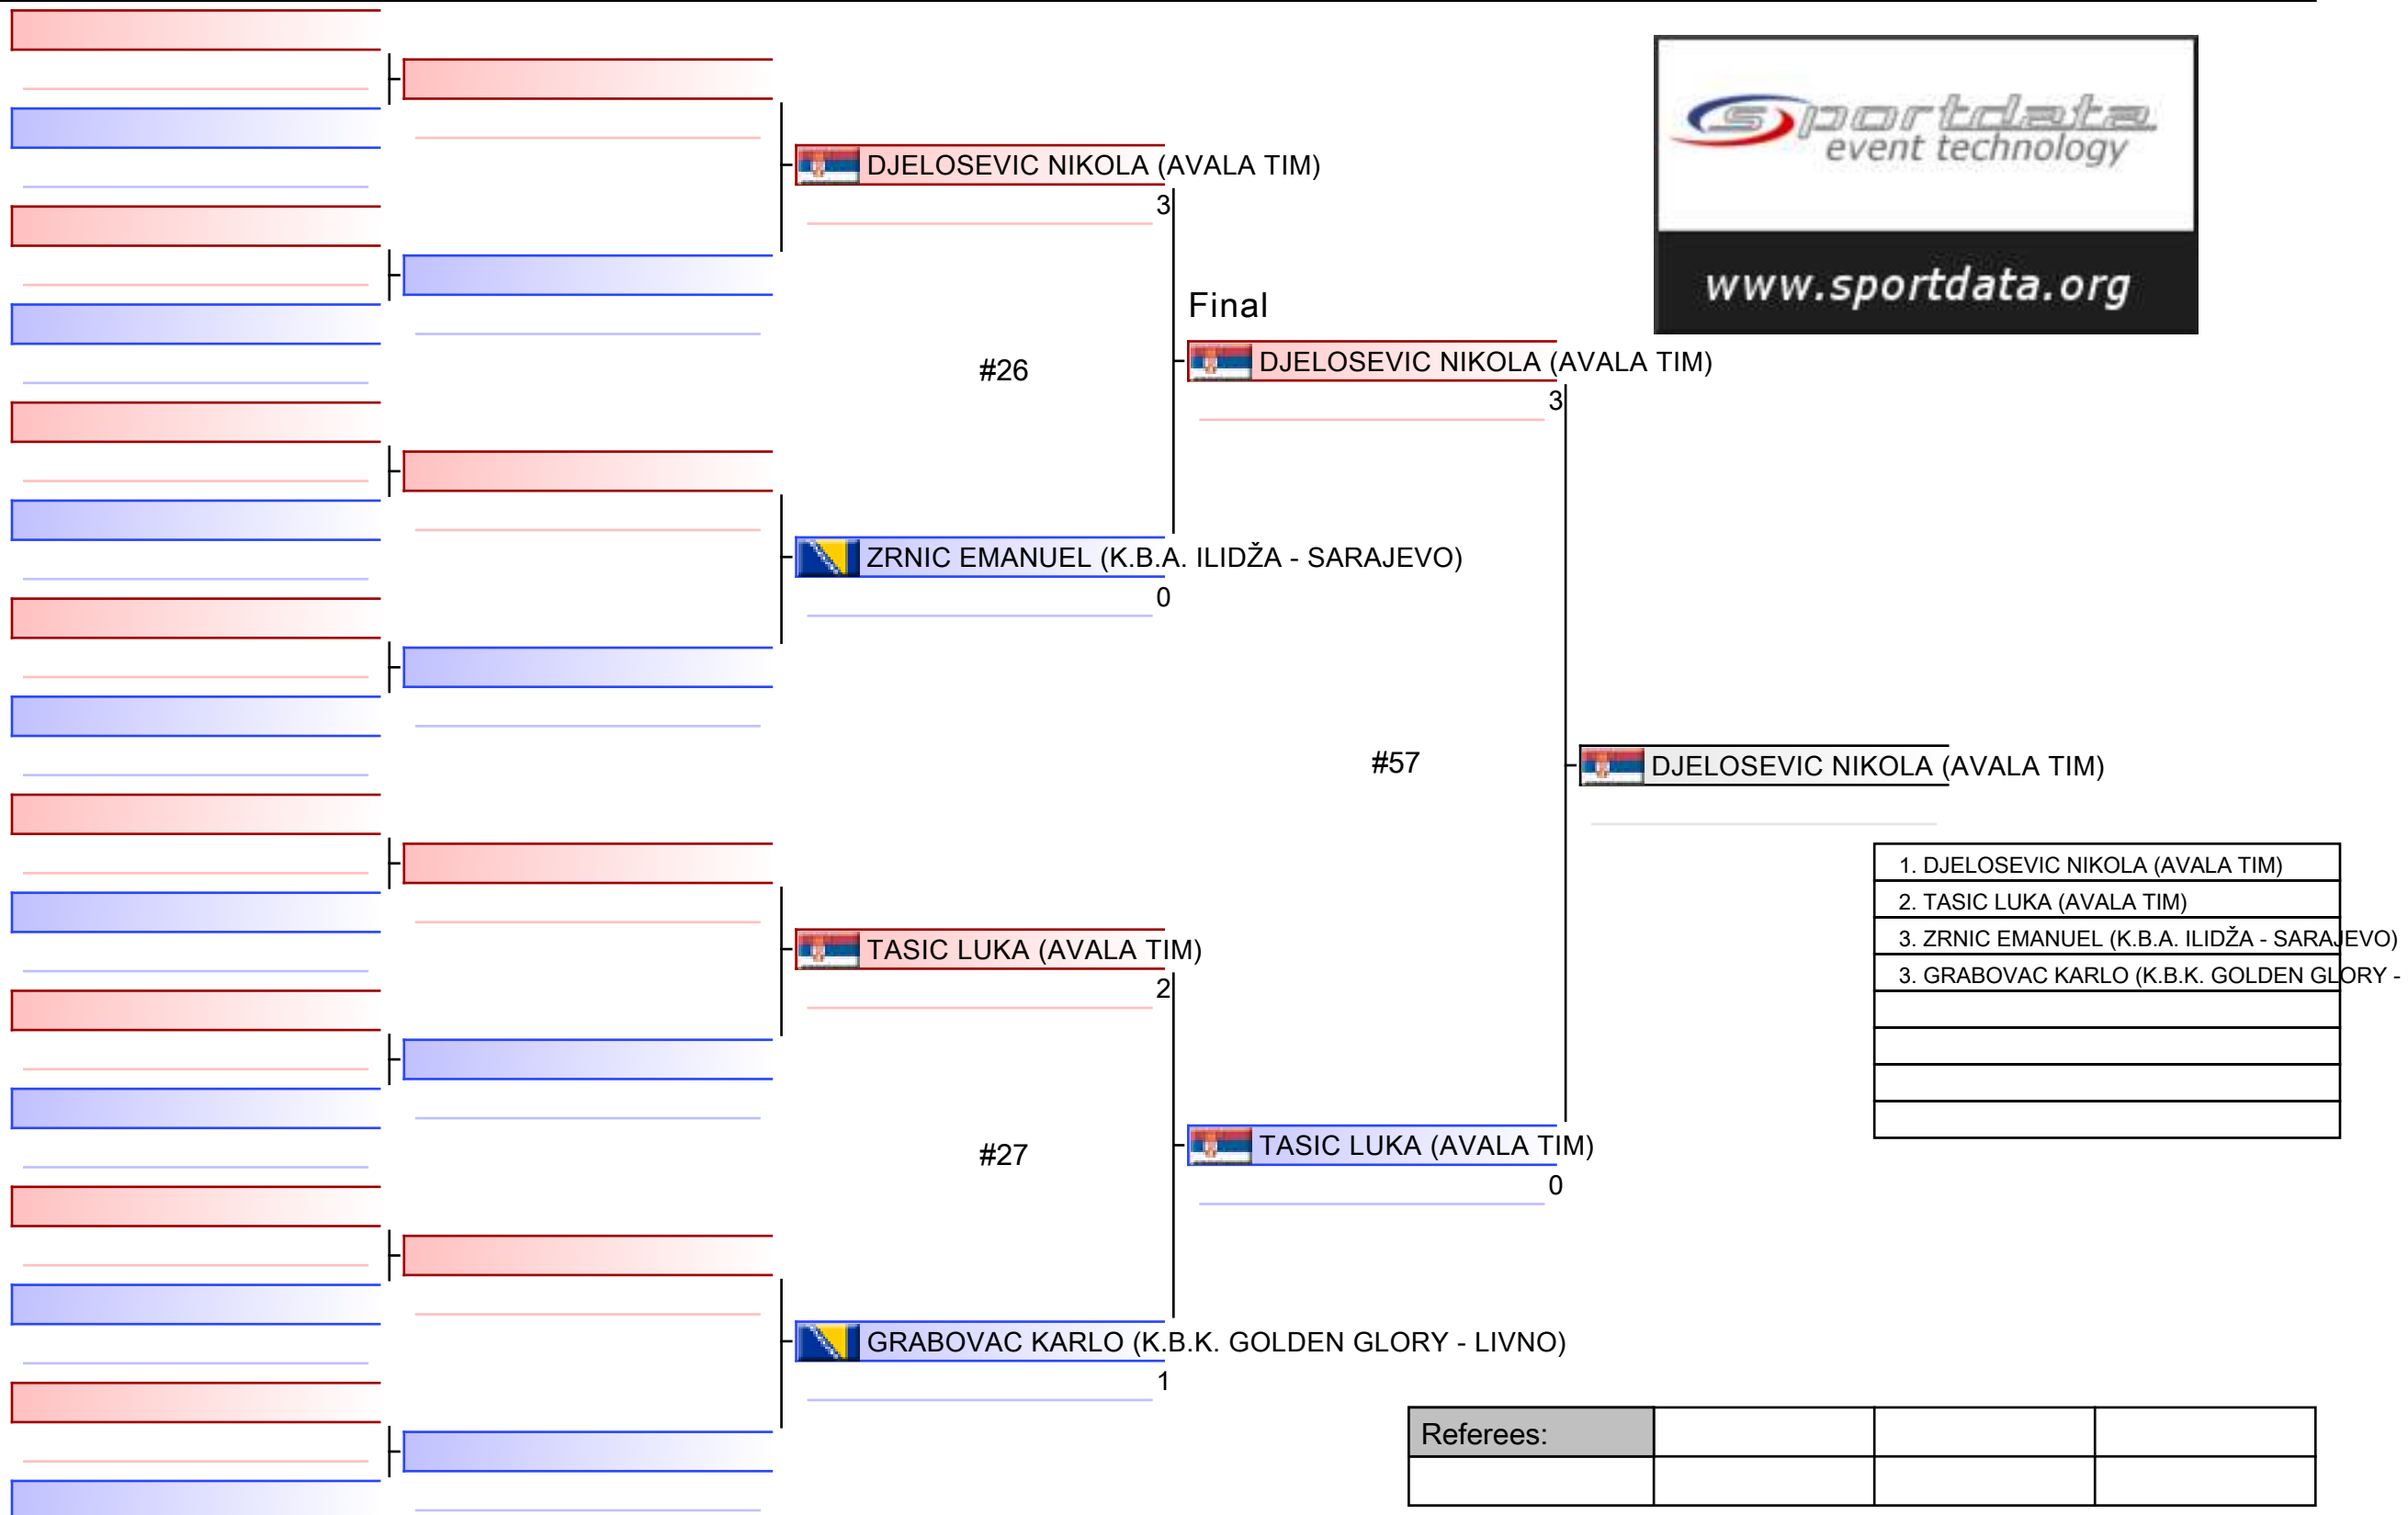 sportdata
event technology
www.sportdata.org
DJELOSEVIC NIKOLA (AVALA TIM)
3
Final
#26
DJELOSEVIC NIKOLA (AVALA TIM)
3
ZRNIC EMANUEL (K.B.A. ILIDŽA - SARAJEVO)
0
#57
DJELOSEVIC NIKOLA (AVALA TIM)
1. DJELOSEVIC NIKOLA (AVALA TIM)
2. TASIC LUKA (AVALA TIM)
3. ZRNIC EMANUEL (K.B.A. ILIDŽA - SARAJEVO)
3. GRABOVAC KARLO (K.B.K. GOLDEN GLORY -
TASIC LUKA (AVALA TIM)
2
#27
TASIC LUKA (AVALA TIM)
0
GRABOVAC KARLO (K.B.K. GOLDEN GLORY - LIVNO)
1
Referees: